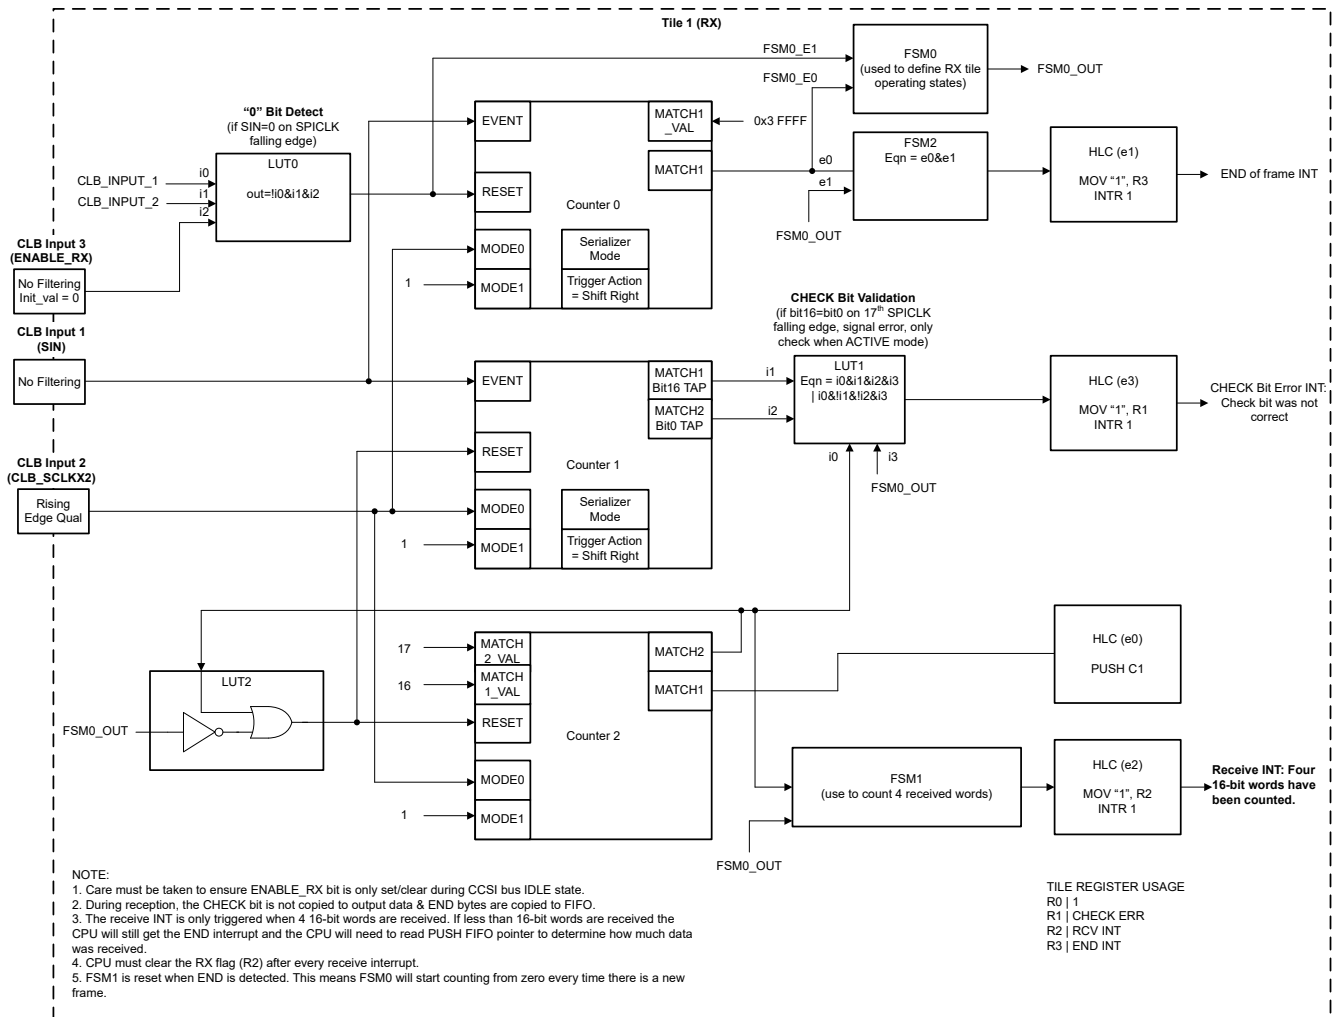 Tile 1 (RX)
FSM0_E1
FSM0_E0
FSM0
(used to define RX tile
operating states)
FSM0_OUT
“0” Bit Detect
(if SIN=0 on SPICLK
falling edge)
LUT0
out=!i0&i1&i2
CLB_INPUT_1
CLB_INPUT_2
i0
i1
i2
CLB Input 3
(ENABLE_RX)
No Filtering
Init_val = 0
EVENT
RESET
MODE0
MODE1
1
MATCH1
_VAL
0x3 FFFF
MATCH1
Counter 0
Serializer
Mode
Trigger Action
= Shift Right
e0
e1
FSM0_OUT
FSM2
Eqn = e0&e1
HLC (e1)
MOV “1”, R3
INTR 1
END of frame INT
CLB Input 1
(SIN)
No Filtering
EVENT
RESET
MODE0
MODE1
1
MATCH1
Bit16 TAP
MATCH2
Bit0 TAP
Counter 1
Serializer
Mode
Trigger Action
= Shift Right
CHECK Bit Validation
(if bit16=bit0 on 17th SPICLK
falling edge, signal error, only
check when ACTIVE mode)
LUT1
Eqn = i0&i1&i2&i3
| i0&!i1&!i2&i3
i1
i2
i0
i3
FSM0_OUT
HLC (e3)
MOV “1”, R1
INTR 1
CHECK Bit Error INT:
Check bit was not
correct
CLB Input 2
(CLB_SCLKX2)
Rising
Edge Qual
LUT2
FSM0_OUT
17
16
MATCH
2_VAL
MATCH
1_VAL
RESET
MODE0
MODE1
1
MATCH2
MATCH1
Counter 2
HLC (e0)
PUSH C1
FSM1
(use to count 4 received words)
FSM0_OUT
HLC (e2)
MOV “1”, R2
INTR 1
Receive INT: Four
16-bit words have
been counted.
NOTE:
1. Care must be taken to ensure ENABLE_RX bit is only set/clear during CCSI bus IDLE state.
2. During reception, the CHECK bit is not copied to output data & END bytes are copied to FIFO.
3. The receive INT is only triggered when 4 16-bit words are received. If less than 16-bit words are received the
CPU will still get the END interrupt and the CPU will need to read PUSH FIFO pointer to determine how much data
was received.
4. CPU must clear the RX flag (R2) after every receive interrupt.
5. FSM1 is reset when END is detected. This means FSM0 will start counting from zero every time there is a new
frame.
TILE REGISTER USAGE
R0 | 1
R1 | CHECK ERR
R2 | RCV INT
R3 | END INT